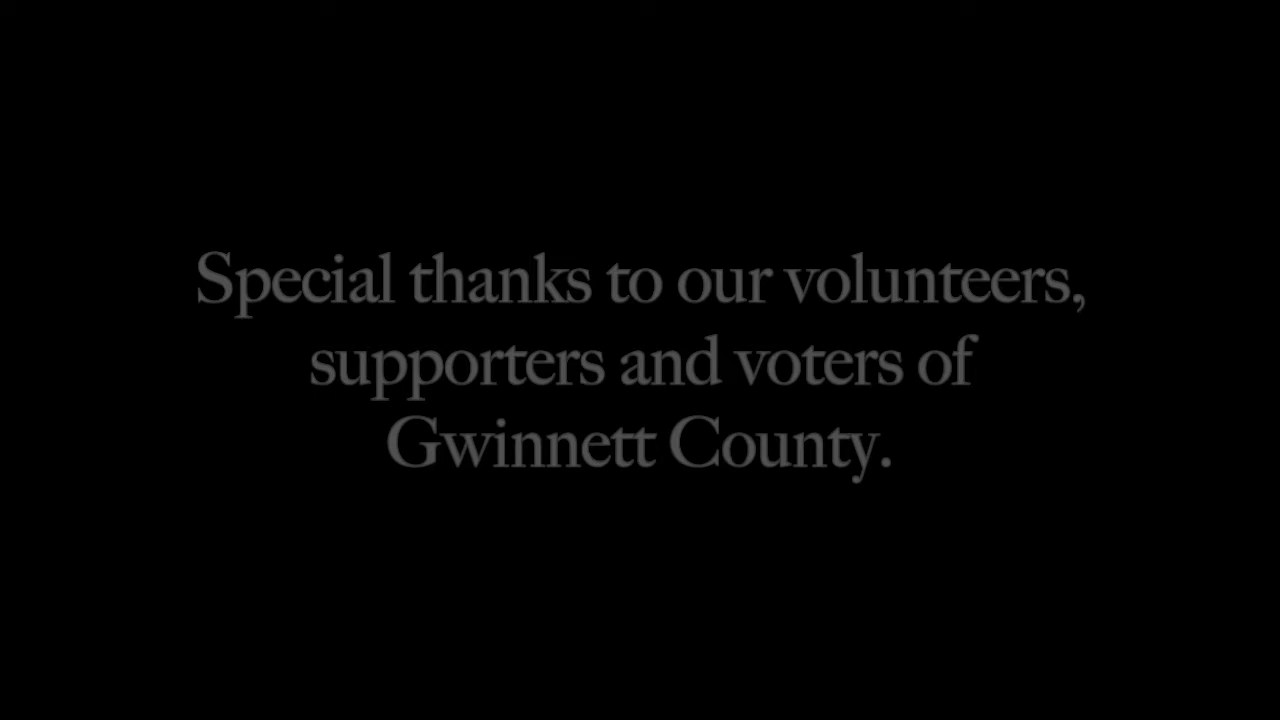 Special thanks to our volunteers,
supporters and voters of
Gwinnett County.